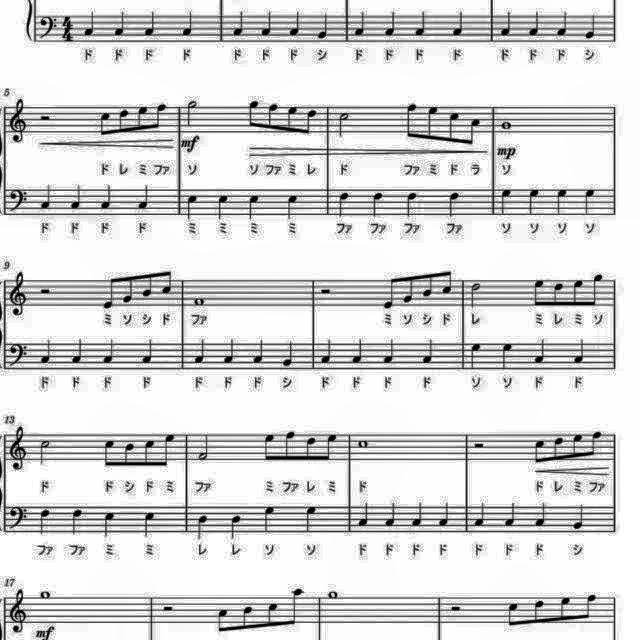 4 4
ド ド ド ド ド ド ド シ ド ド ド ド ド ド ド シ
5
mf
mp
ド レ ミ ファ ソ ソ ファ ミ レ ド ファ ミ ド ラ ソ
ド ド ド ド ミ ミ ミ ミ ファ ファ ファ ファ ソ ソ ソ ソ
9
ミ ソ シ ド ファ ミ ソ シ ド レ ミ レ ミ ソ
ド ド ド ド ド ド ド シ ド ド ド ド ソ ソ ド ド
13
ド ド シ ド ミ ファ ミ ファ レ ミ ド ド レ ミ ファ
ファ ファ ミ ミ レ レ ソ ソ ド ド ド ド ド ド ド シ
17
mf